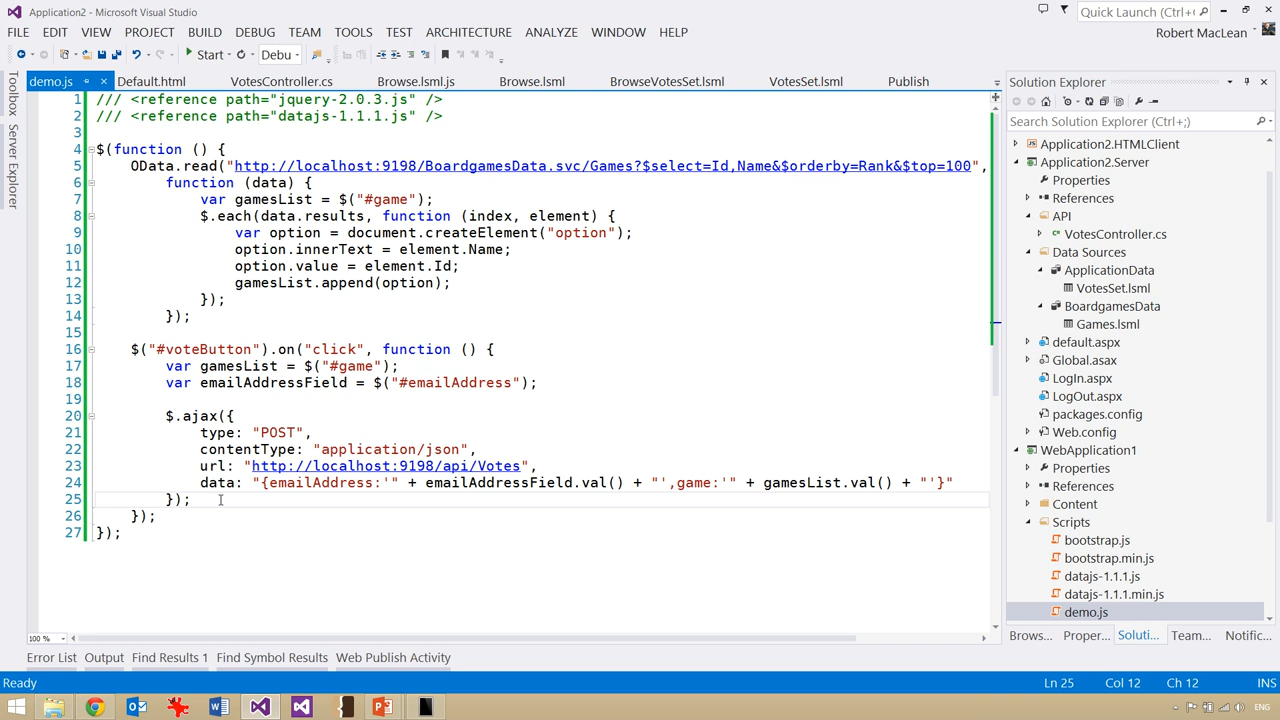 Application2 - Microsoft Visual Studio
Quick Launch (Ctrl+
FILE EDIT VIEW PROJECT BUILD DEBUG TEAM TOOLS TEST ARCHITECTURE ANALYZE WINDOW HELP
Robert MacLean
Start Debu
demo.js Default.html VotesController.cs Browse.lsml.js Browse.lsml BrowseVotesSet.lsml VotesSet.lsml Publish
Toolbox
Server Explorer
1 /// <reference path="jquery-2.0.3.js" />
2 /// <reference path="datajs-1.1.1.js" />
3
4 $(function () {
5 OData.read("http://localhost:9198/BoardgamesData.svc/Games?$select=Id,Name&$orderby=Rank&$top=100",
6 function (data) {
7 var gamesList = $("#game");
8 $.each(data.results, function (index, element) {
9 var option = document.createElement("option");
10 option.innerText = element.Name;
11 option.value = element.Id;
12 gamesList.append(option);
13 });
14 });
15
16 $("#voteButton").on("click", function () {
17 var gamesList = $("#game");
18 var emailAddressField = $("#emailAddress");
19
20 $.ajax({
21 type: "POST",
22 contentType: "application/json",
23 url: "http://localhost:9198/api/Votes",
24 data: "{emailAddress:'" + emailAddressField.val() + "',game:'" + gamesList.val() + "'}"
25 });
26 });
27 });
100 %
Solution Explorer
Search Solution Explorer (Ctrl+;)
Application2.HTMLClient
Application2.Server
Properties
References
API
VotesController.cs
Data Sources
ApplicationData
VotesSet.lsml
BoardgamesData
Games.lsml
default.aspx
Global.asax
LogIn.aspx
LogOut.aspx
packages.config
Web.config
WebApplication1
Properties
References
Content
Scripts
bootstrap.js
bootstrap.min.js
datajs-1.1.1.js
datajs-1.1.1.min.js
demo.js
Brows... Proper... Soluti... Team... Notific...
Error List Output Find Results 1 Find Symbol Results Web Publish Activity
Ready Ln 25 Col 12 Ch 12 INS
ENG